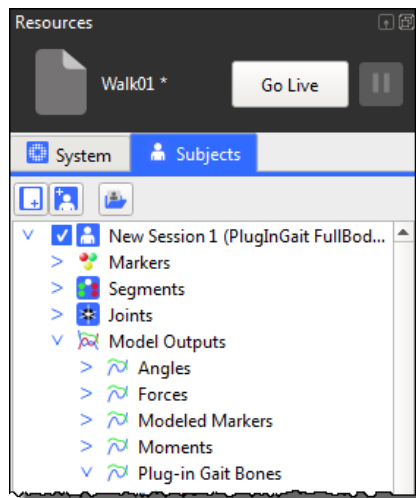 Resources
Walk01 *
Go Live
System
Subjects
New Session 1 (PlugInGait FullBod...
Markers
Segments
Joints
Model Outputs
Angles
Forces
Modeled Markers
Moments
Plug-in Gait Bones